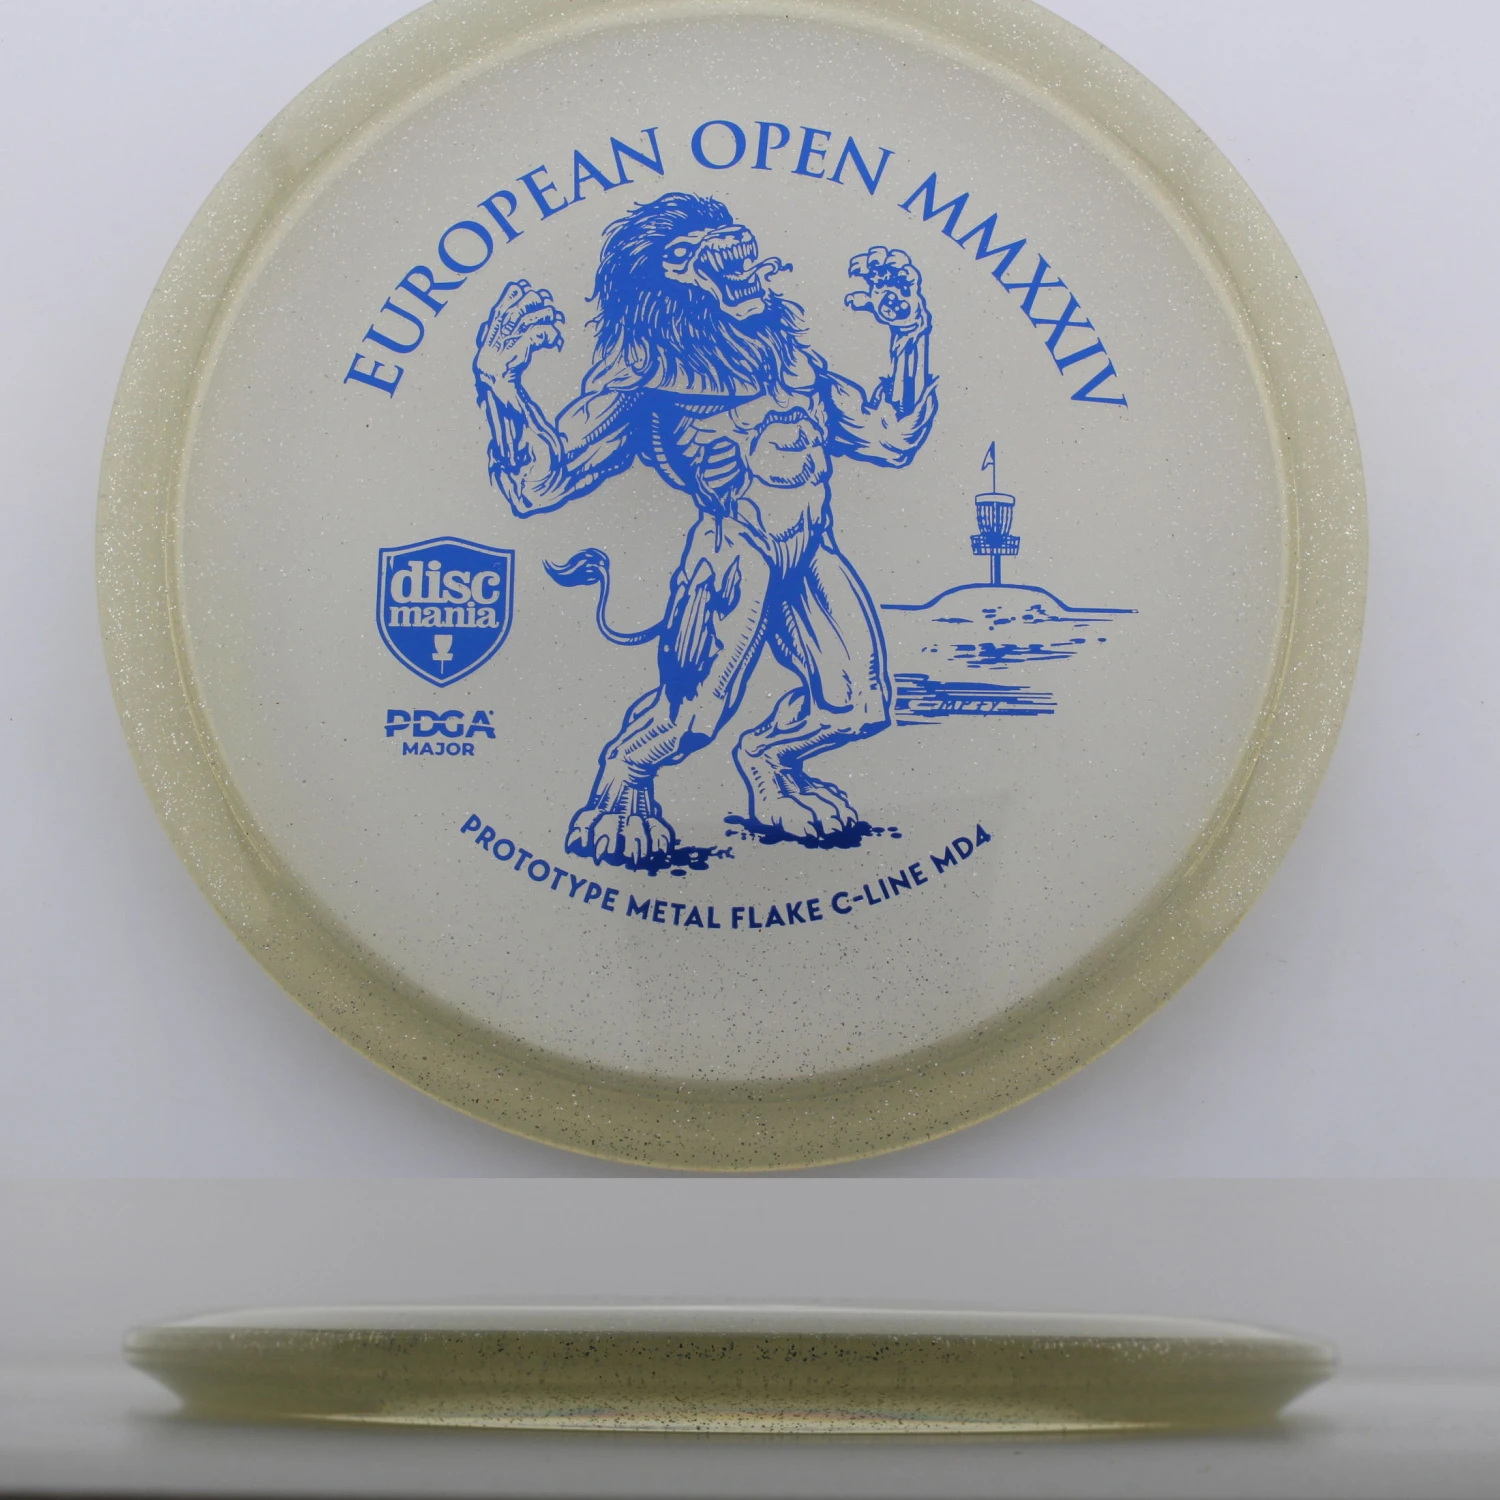 EUROPEAN OPEN MMXXIV
disc
mania
PDGA
MAJOR
PROTOTYPE METAL FLAKE C-LINE MD4